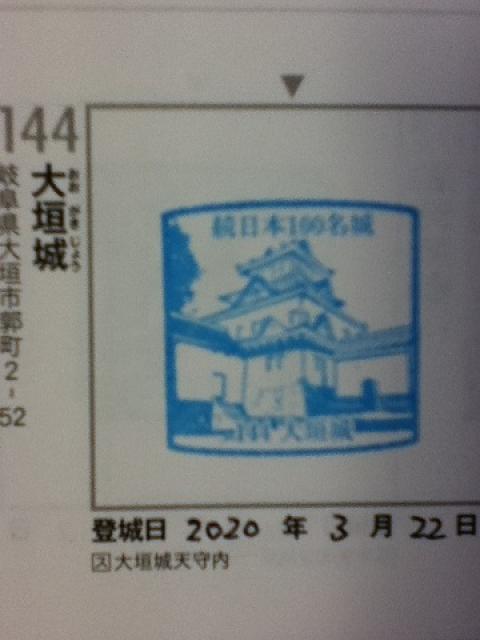 144
大垣城
おおがきじょう
岐阜県大垣市郭町2-52
続日本100名城
144 大垣城
登城日 2020 年 3 月 22 日
ス 大垣城天守内